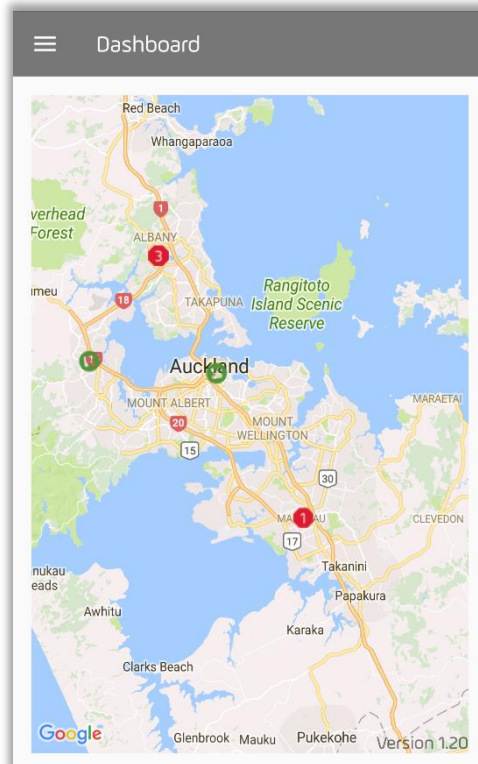 Dashboard
Red Beach
Whangaparaoa
verhead
Forest
1
ALBANY
3
Rangitoto
Island Scenic
Reserve
umeu
18
TAKAPUNA
Auckland
MOUNT ALBERT
MARAETAI
20
MOUNT
WELLINGTON
15
30
1
CLEVEDON
17
nukau
eads
Takanini
Papakura
Awhitu
Karaka
Clarks Beach
Google
Glenbrook
Mauku
Pukekohe
Version 1.20